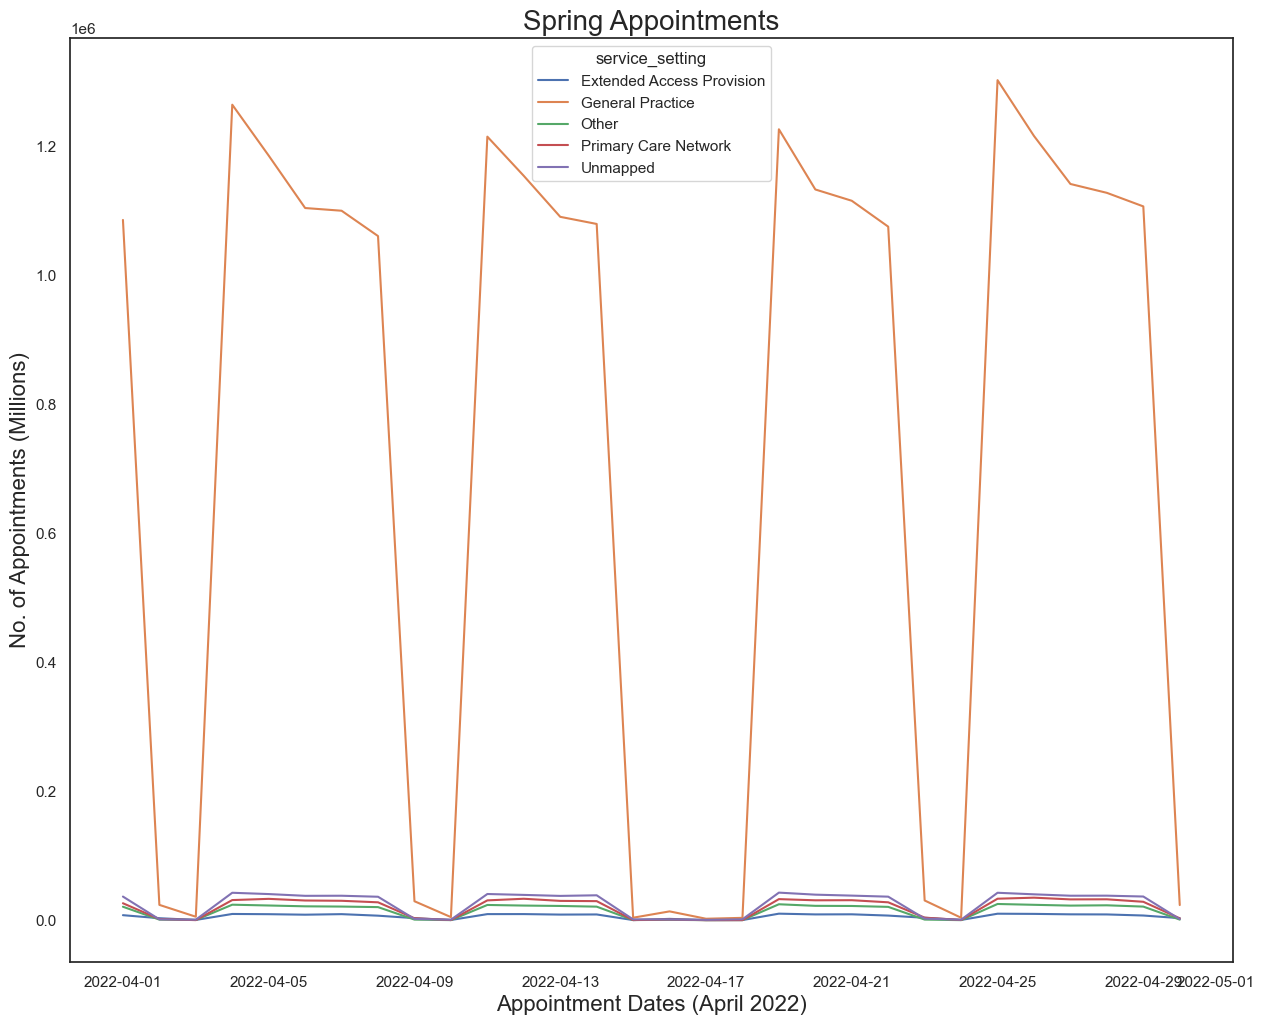 Spring Appointments
1e6
service_setting
Extended Access Provision
General Practice
Other
Primary Care Network
Unmapped
1.2
1.0
0.8
0.6
0.4
0.2
0.0
No. of Appointments (Millions)
2022-04-01 2022-04-05 2022-04-09 2022-04-13 2022-04-17 2022-04-21 2022-04-25 2022-04-29 2022-05-01
Appointment Dates (April 2022)